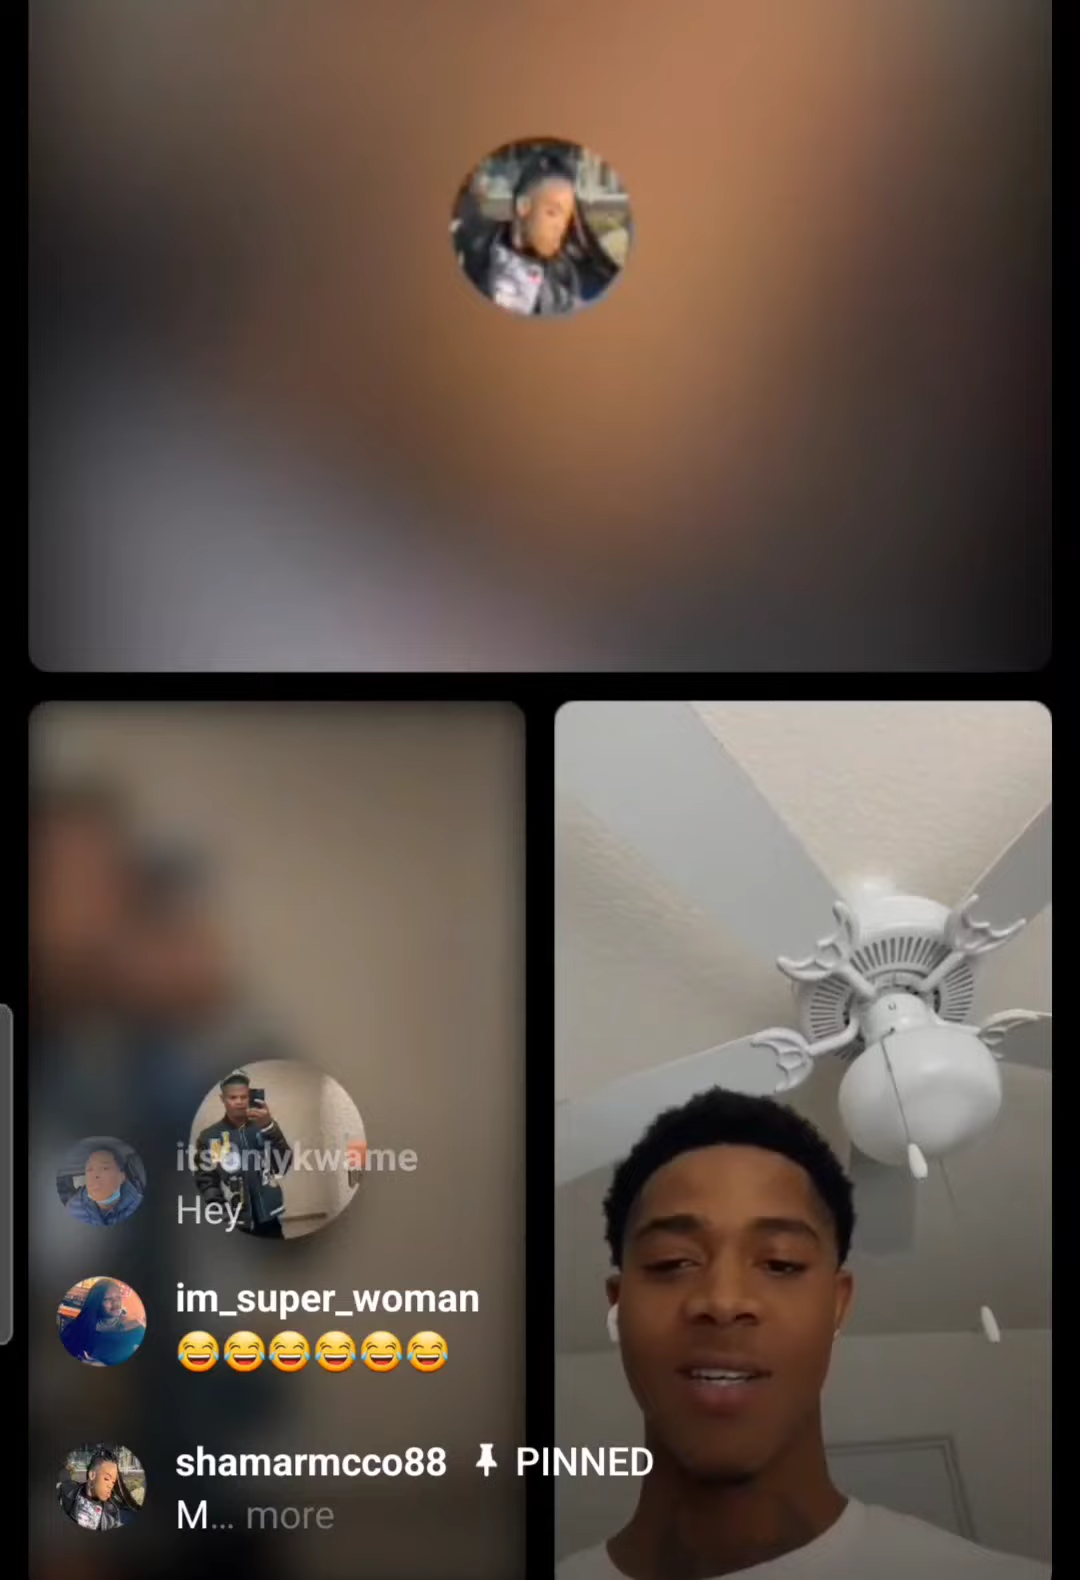 itsonlykwame
Hey
im_super_woman
😂😂😂😂😂😂
shamarmcco88 PINNED
M... more